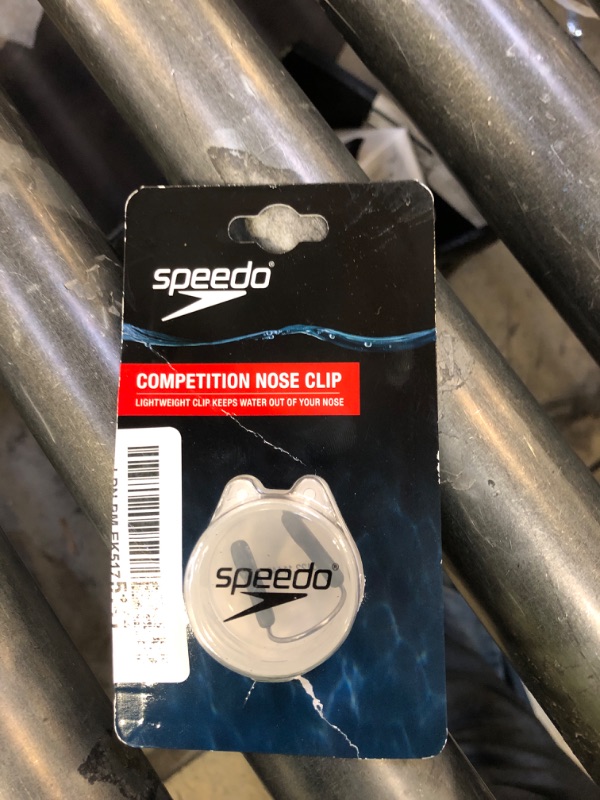 speedo®
COMPETITION NOSE CLIP
LIGHTWEIGHT CLIP KEEPS WATER OUT OF YOUR NOSE
speedo®